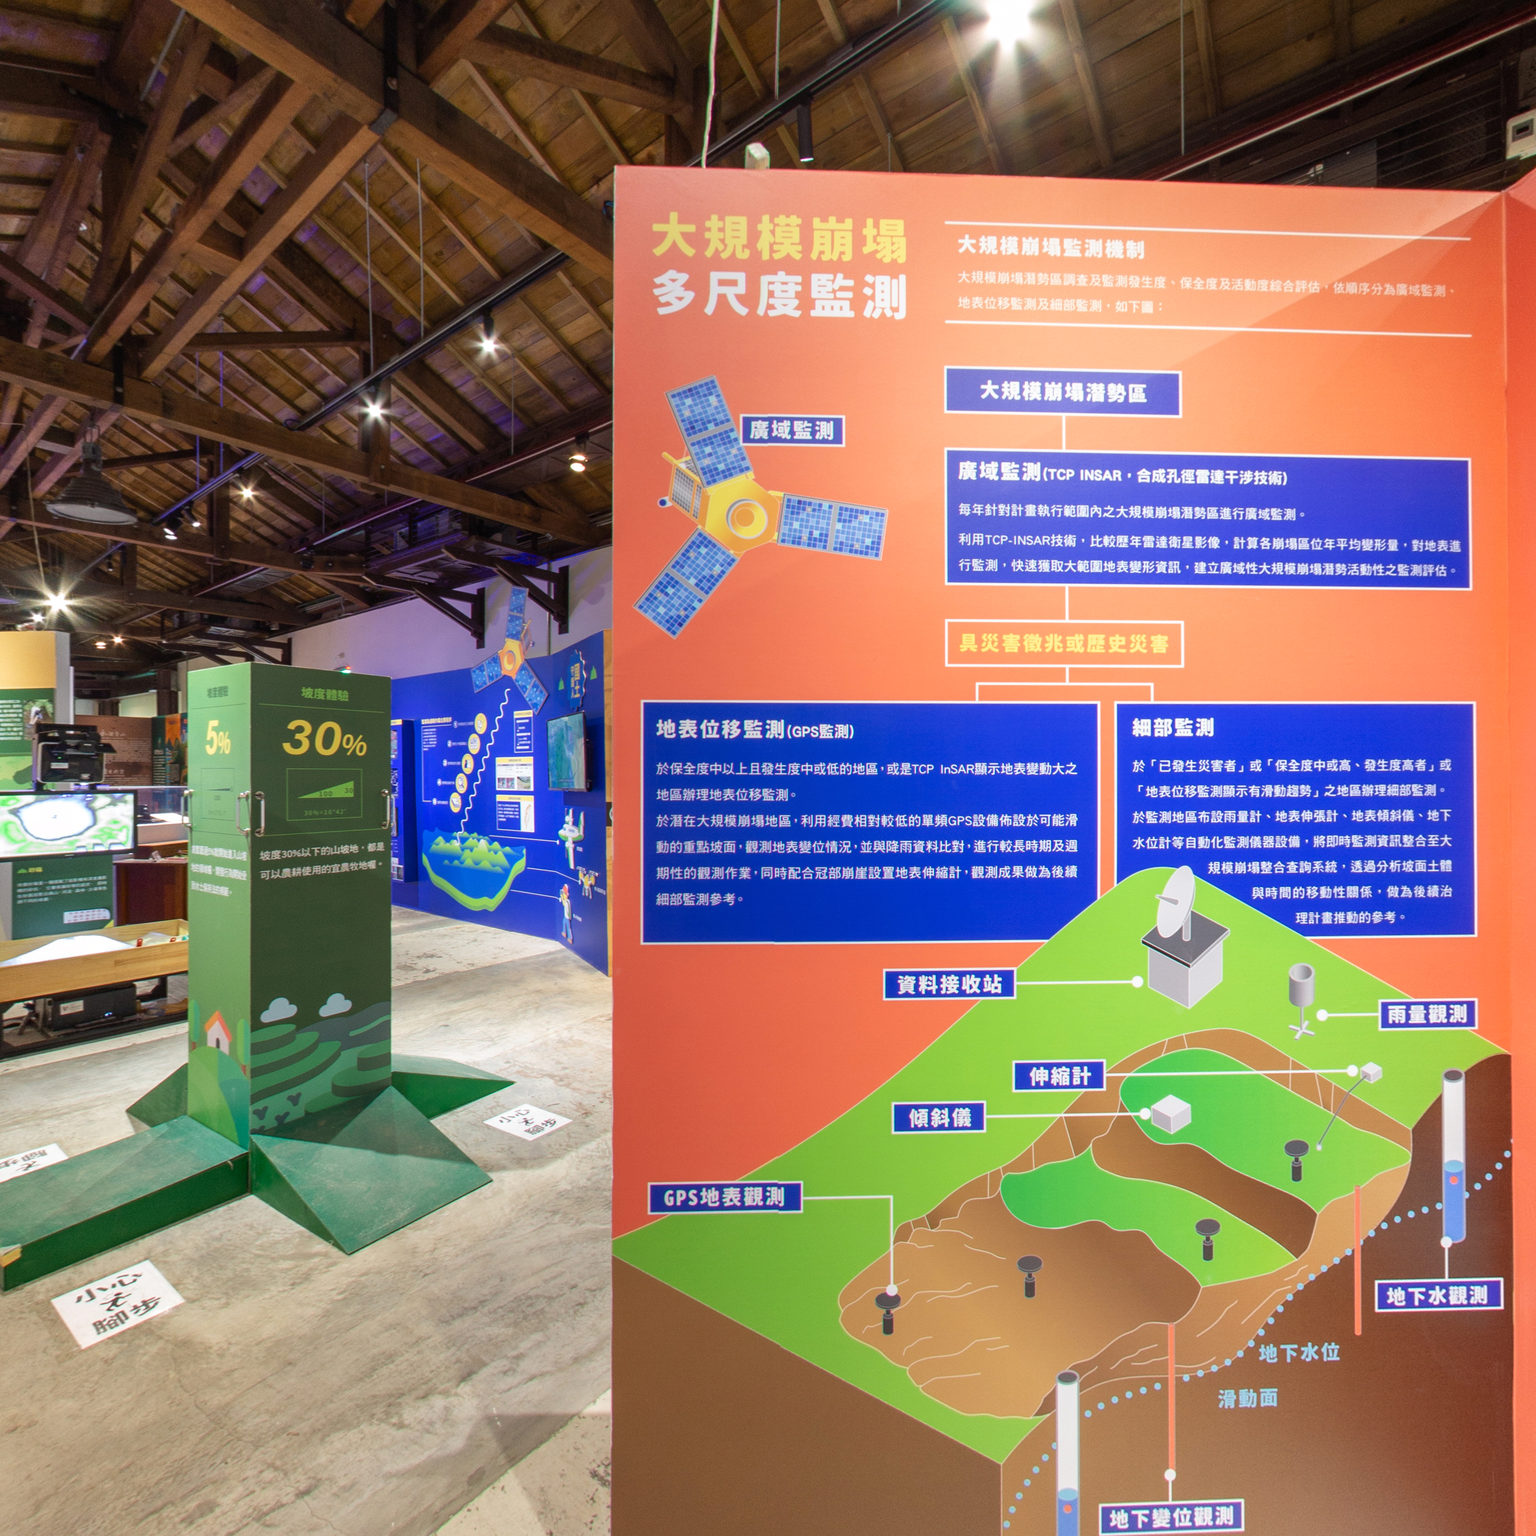 大規模崩塌
多尺度監測
大規模崩塌監測機制
大規模崩塌潛勢區調查及監測發生度、保全度及活動度綜合評估，依順序分為廣域監測、
地表位移監測及細部監測，如下圖：
廣域監測
大規模崩塌潛勢區
廣域監測(TCP INSAR，合成孔徑雷達干涉技術)
每年針對計畫執行範圍內之大規模崩塌潛勢區進行廣域監測。
利用TCP-INSAR技術，比較歷年雷達衛星影像，計算各崩塌區位年平均變形量，對地表進
行監測，快速獲取大範圍地表變形資訊，建立廣域性大規模崩塌潛勢活動性之監測評估。
具災害徵兆或歷史災害
地表位移監測(GPS監測)
於保全度中以上且發生度中或低的地區，或是TCP InSAR顯示地表變動大之
地區辦理地表位移監測。
於潛在大規模崩塌地區，利用經費相對較低的單頻GPS設備佈設於可能滑
動的重點坡面，觀測地表變位情況，並與降雨資料比對，進行較長時期及週
期性的觀測作業，同時配合冠部崩崖設置地表伸縮計，觀測成果做為後續
細部監測參考。
細部監測
於「已發生災害者」或「保全度中或高、發生度高者」或
「地表位移監測顯示有滑動趨勢」之地區辦理細部監測。
於監測地區布設雨量計、地表伸張計、地表傾斜儀、地下
水位計等自動化監測儀器設備，將即時監測資訊整合至大
規模崩塌整合查詢系統，透過分析坡面土體
與時間的移動性關係，做為後續治
理計畫推動的參考。
資料接收站
雨量觀測
伸縮計
傾斜儀
GPS地表觀測
地下水觀測
地下水位
滑動面
地下變位觀測
坡度體驗
5%
坡度體驗
30%
100
30
坡度30%以下的山坡地，都是
可以農耕使用的宜農牧地喔。
小心
腳步
小心
腳步